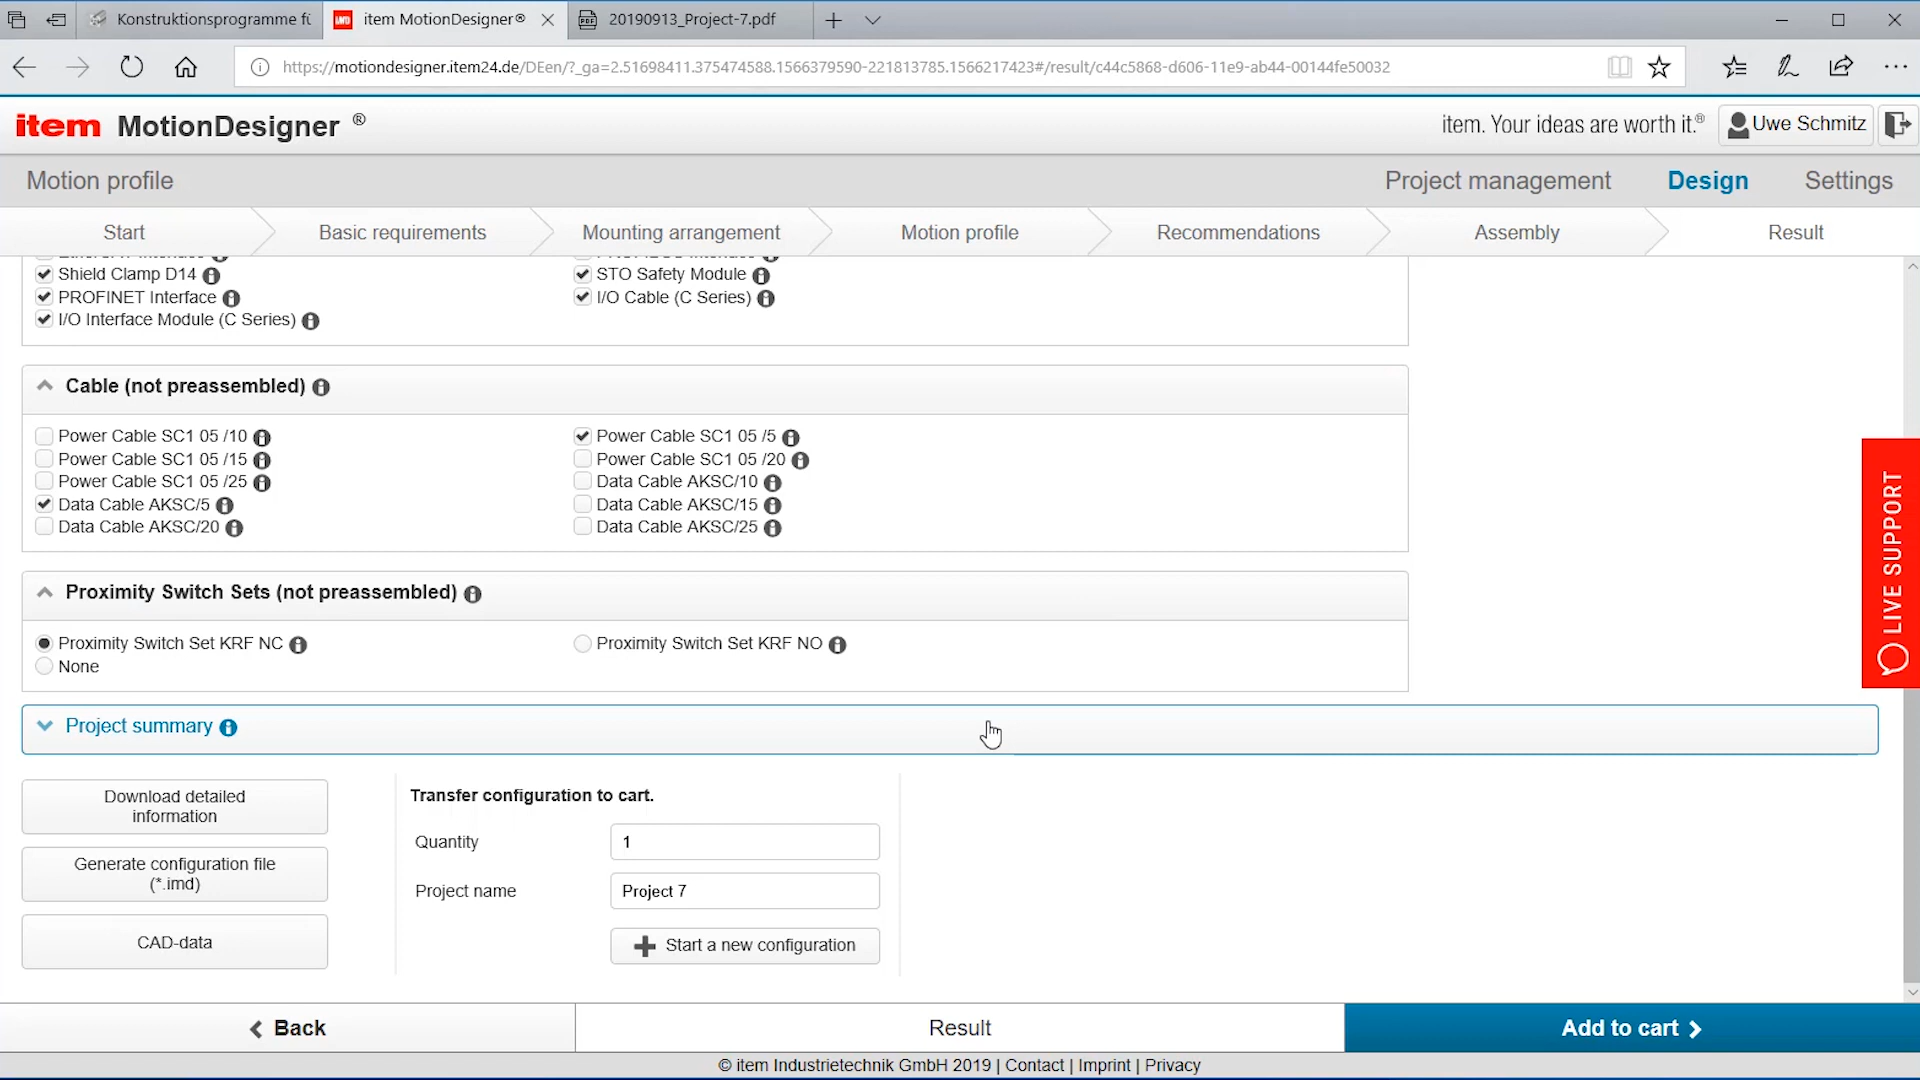 Konstruktionsprogramme fü
item MotionDesigner®
20190913_Project-7.pdf
https://motiondesigner.item24.de/DEen/?_ga=2.51698411.375474588.1566379590-221813785.1566217423#/result/c44c5868-d606-11e9-ab44-00144fe50032
item MotionDesigner ®
item. Your ideas are worth it.®
Uwe Schmitz
Motion profile
Project management
Design
Settings
Start
Basic requirements
Mounting arrangement
Motion profile
Recommendations
Assembly
Result
Shield Clamp D14
STO Safety Module
PROFINET Interface
I/O Cable (C Series)
I/O Interface Module (C Series)
Cable (not preassembled)
Power Cable SC1 05 /10
Power Cable SC1 05 /5
Power Cable SC1 05 /15
Power Cable SC1 05 /20
Power Cable SC1 05 /25
Data Cable AKSC/10
Data Cable AKSC/5
Data Cable AKSC/15
Data Cable AKSC/20
Data Cable AKSC/25
Proximity Switch Sets (not preassembled)
Proximity Switch Set KRF NC
Proximity Switch Set KRF NO
None
LIVE SUPPORT
Project summary
Download detailed
information
Generate configuration file
(*.imd)
CAD-data
Transfer configuration to cart.
Quantity
1
Project name
Project 7
Start a new configuration
Back
Result
Add to cart
© item Industrietechnik GmbH 2019 | Contact | Imprint | Privacy